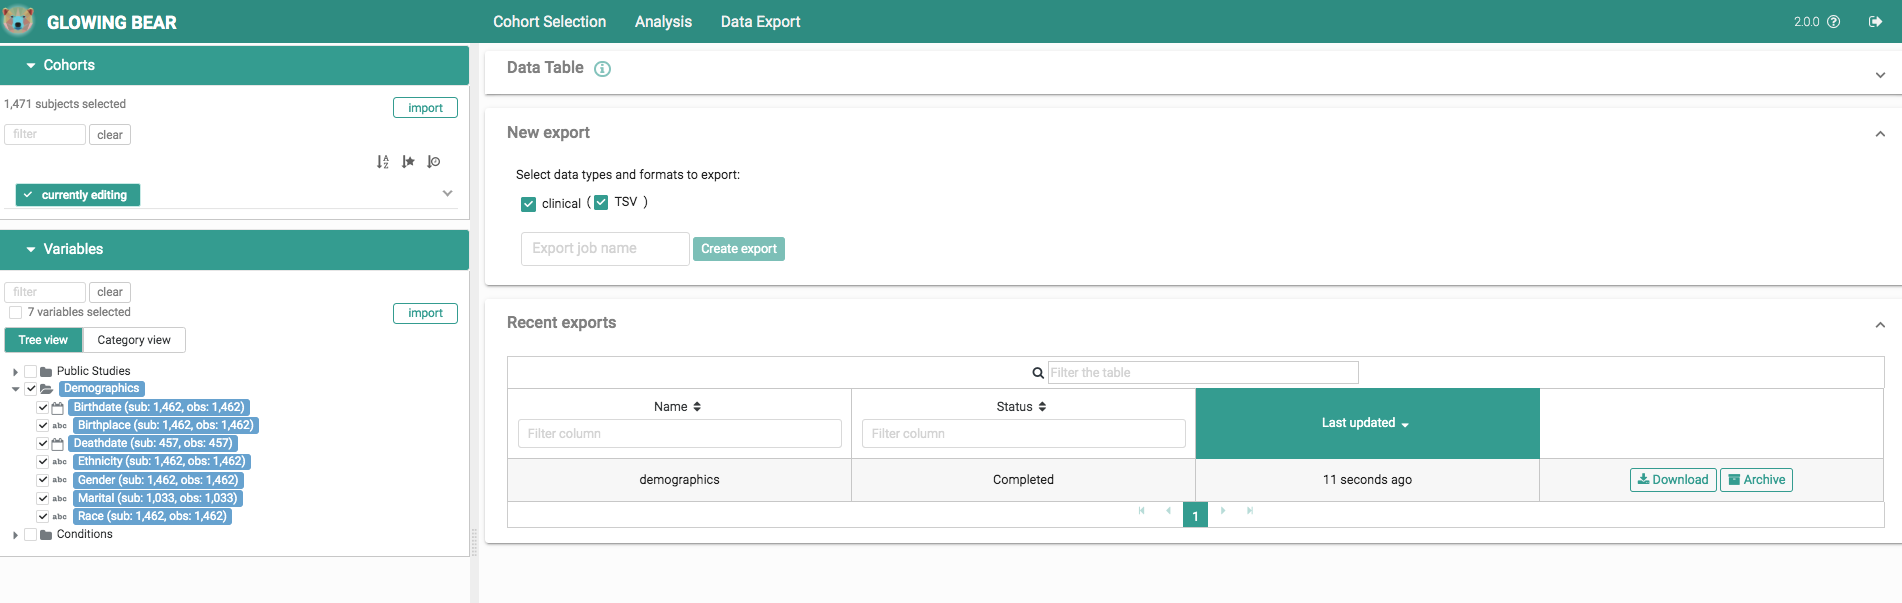 GLOWING BEAR
Cohort Selection Analysis Data Export
2.0.0
Cohorts
1,471 subjects selected
import
filter clear
currently editing
Variables
filter clear
7 variables selected
import
Tree view Category view
Public Studies
Demographics
Birthdate (sub: 1,462, obs: 1,462)
abc Birthplace (sub: 1,462, obs: 1,462)
Deathdate (sub: 457, obs: 457)
abc Ethnicity (sub: 1,462, obs: 1,462)
abc Gender (sub: 1,462, obs: 1,462)
abc Marital (sub: 1,033, obs: 1,033)
abc Race (sub: 1,462, obs: 1,462)
Conditions
Data Table
New export
Select data types and formats to export:
clinical ( TSV )
Export job name Create export
Recent exports
Filter the table
Name Status Last updated
Filter column Filter column
demographics Completed 11 seconds ago Download Archive
1